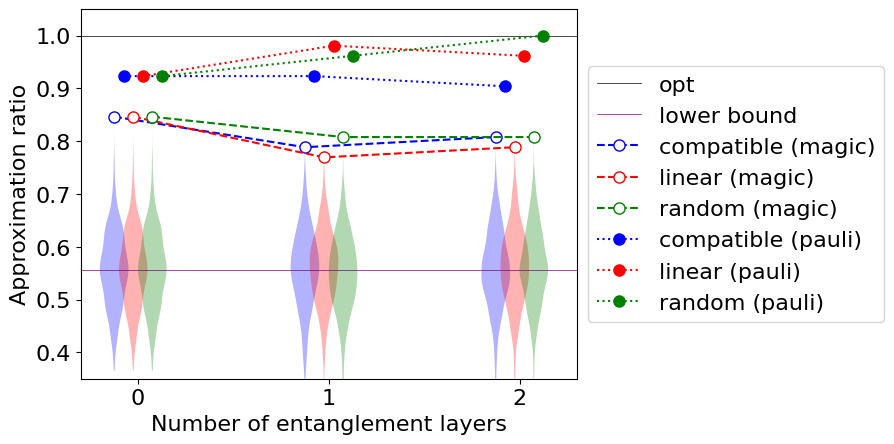 1.0
0.9
0.8
0.7
0.6
0.5
0.4
Approximation ratio
0 1 2
Number of entanglement layers
opt
lower bound
compatible (magic)
linear (magic)
random (magic)
compatible (pauli)
linear (pauli)
random (pauli)